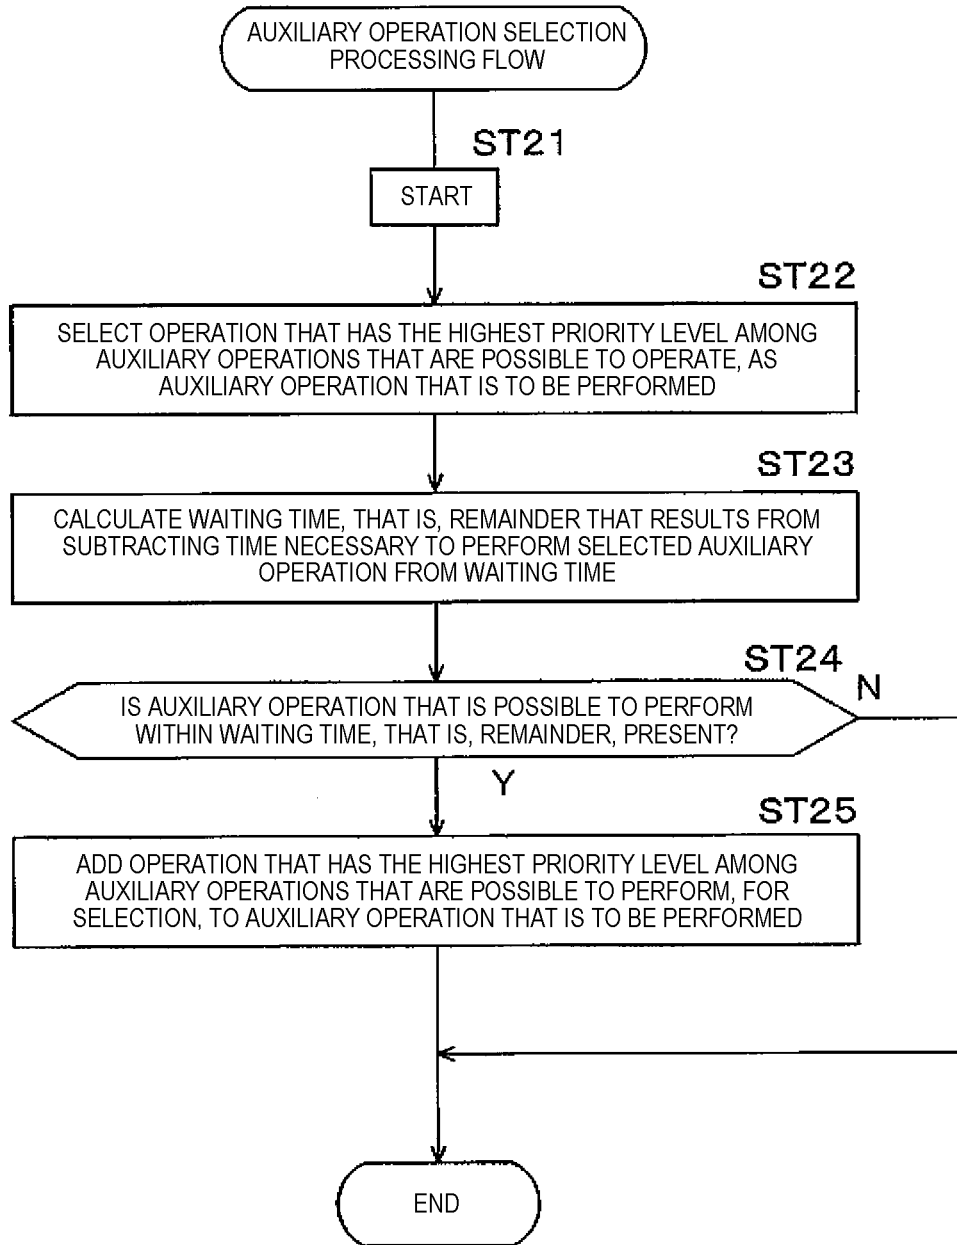 AUXILIARY OPERATION SELECTION
PROCESSING FLOW
ST21
START
ST22
SELECT OPERATION THAT HAS THE HIGHEST PRIORITY LEVEL AMONG
AUXILIARY OPERATIONS THAT ARE POSSIBLE TO OPERATE, AS
AUXILIARY OPERATION THAT IS TO BE PERFORMED
ST23
CALCULATE WAITING TIME, THAT IS, REMAINDER THAT RESULTS FROM
SUBTRACTING TIME NECESSARY TO PERFORM SELECTED AUXILIARY
OPERATION FROM WAITING TIME
ST24
N
IS AUXILIARY OPERATION THAT IS POSSIBLE TO PERFORM
WITHIN WAITING TIME, THAT IS, REMAINDER, PRESENT?
Y
ST25
ADD OPERATION THAT HAS THE HIGHEST PRIORITY LEVEL AMONG
AUXILIARY OPERATIONS THAT ARE POSSIBLE TO PERFORM, FOR
SELECTION, TO AUXILIARY OPERATION THAT IS TO BE PERFORMED
END